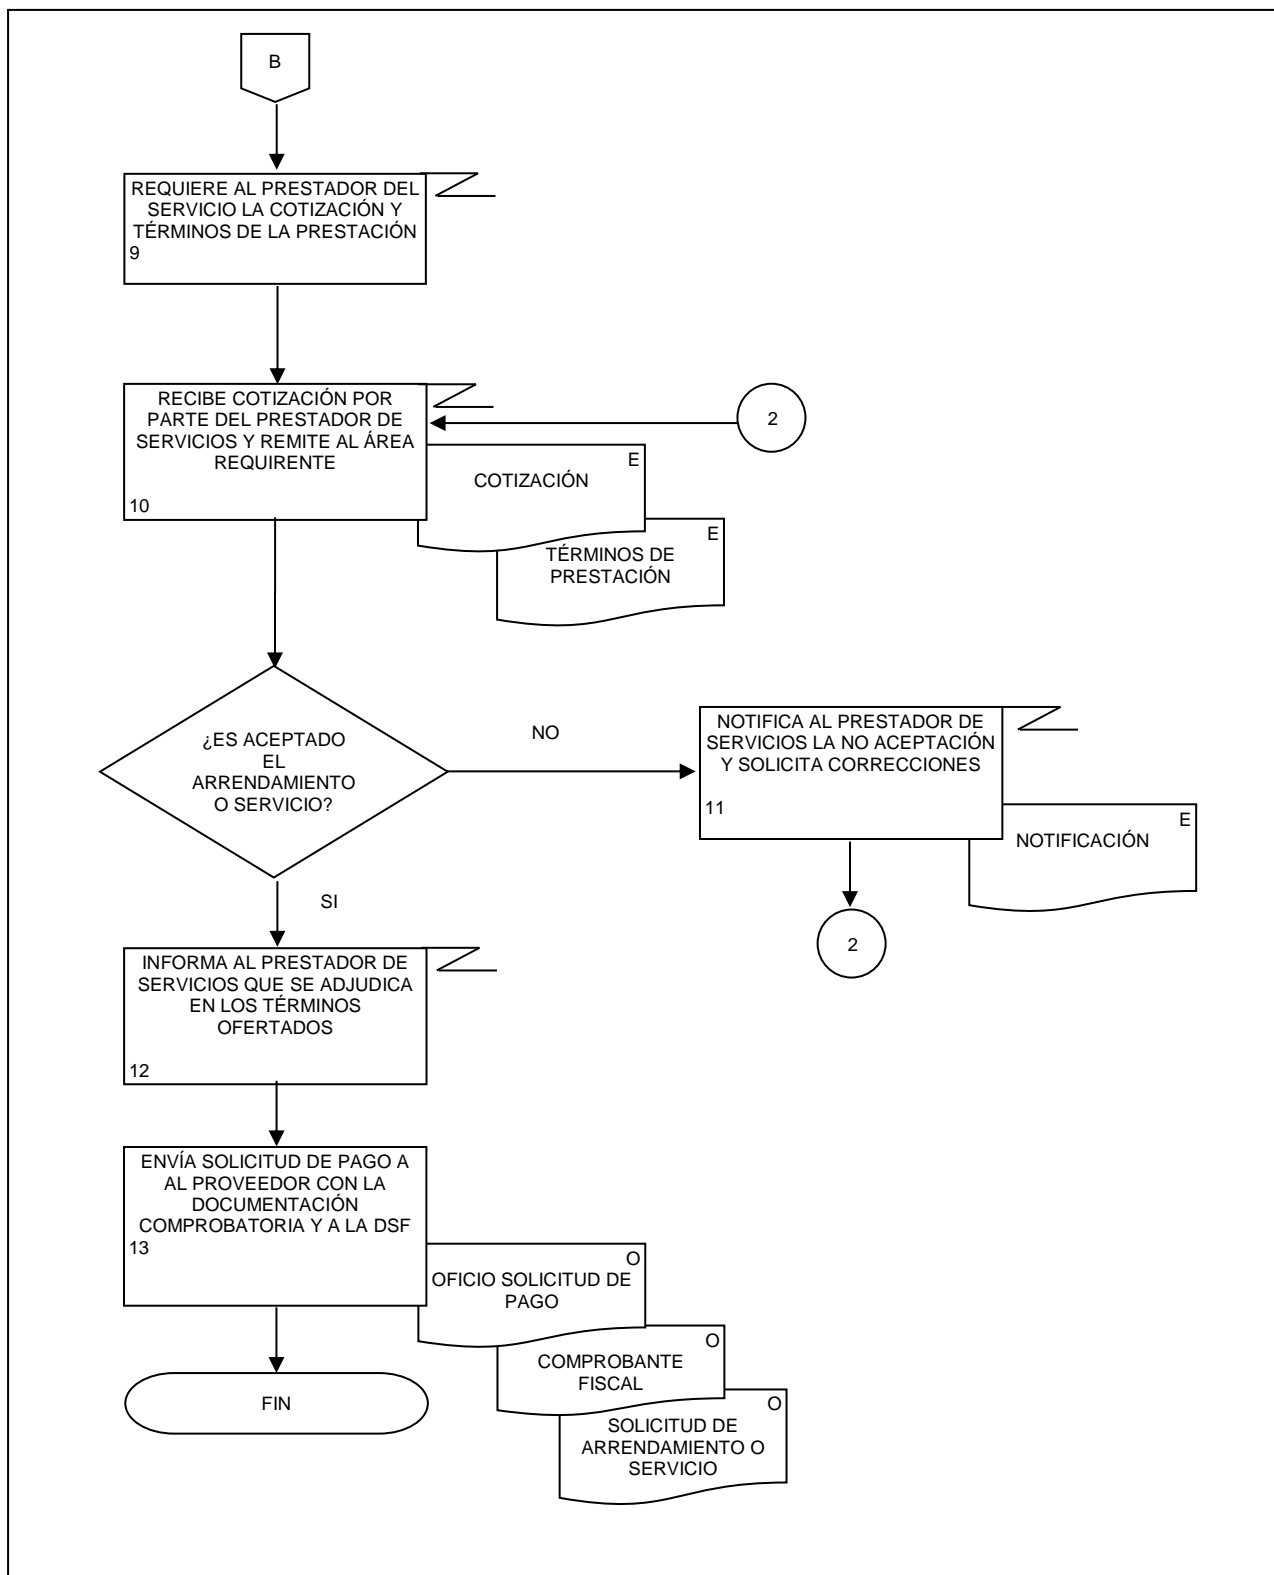 B
REQUIERE AL PRESTADOR DEL
SERVICIO LA COTIZACIÓN Y
TÉRMINOS DE LA PRESTACIÓN
9
RECIBE COTIZACIÓN POR
PARTE DEL PRESTADOR DE
SERVICIOS Y REMITE AL ÁREA
REQUIRENTE
10
2
E
COTIZACIÓN
E
TÉRMINOS DE
PRESTACIÓN
¿ES ACEPTADO
EL
ARRENDAMIENTO
O SERVICIO?
NO
NOTIFICA AL PRESTADOR DE
SERVICIOS LA NO ACEPTACIÓN
Y SOLICITA CORRECCIONES
11
E
NOTIFICACIÓN
2
SI
INFORMA AL PRESTADOR DE
SERVICIOS QUE SE ADJUDICA
EN LOS TÉRMINOS
OFERTADOS
12
ENVÍA SOLICITUD DE PAGO A
AL PROVEEDOR CON LA
DOCUMENTACIÓN
COMPROBATORIA Y A LA DSF
13
O
OFICIO SOLICITUD DE
PAGO
O
COMPROBANTE
FISCAL
O
SOLICITUD DE
ARRENDAMIENTO O
SERVICIO
FIN